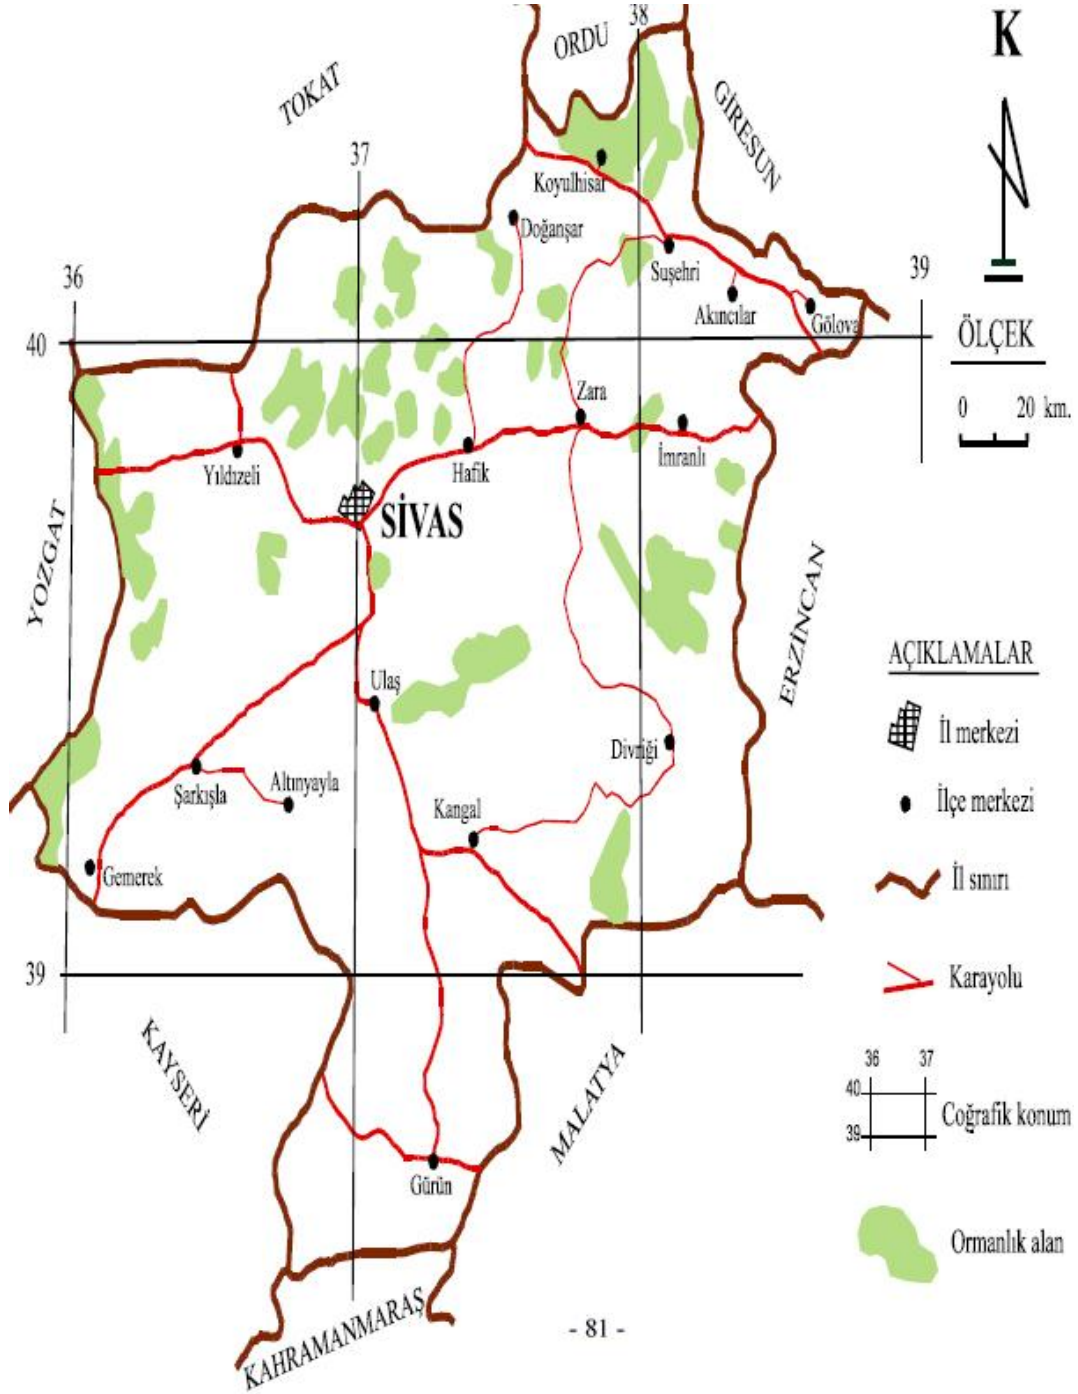 38
K
ORDU
TOKAT
GİRESUN
37
Koyulhisar
Doğanşar
Suşehri
39
36
Akıncılar
Gölova
ÖLÇEK
40
Zara
0 20 km.
İmranlı
Hafik
Yıldızeli
SİVAS
YOZGAT
ERZİNCAN
AÇIKLAMALAR
Ulaş
İl merkezi
Divriği
Şarkışla
Altınyayla
Kangal
İlçe merkezi
Gemerek
İl sınırı
39
Karayolu
KAYSERİ
MALATYA
36 37
40
39
Coğrafik konum
Gürün
Ormanlık alan
KAHRAMANMARAŞ
- 81 -